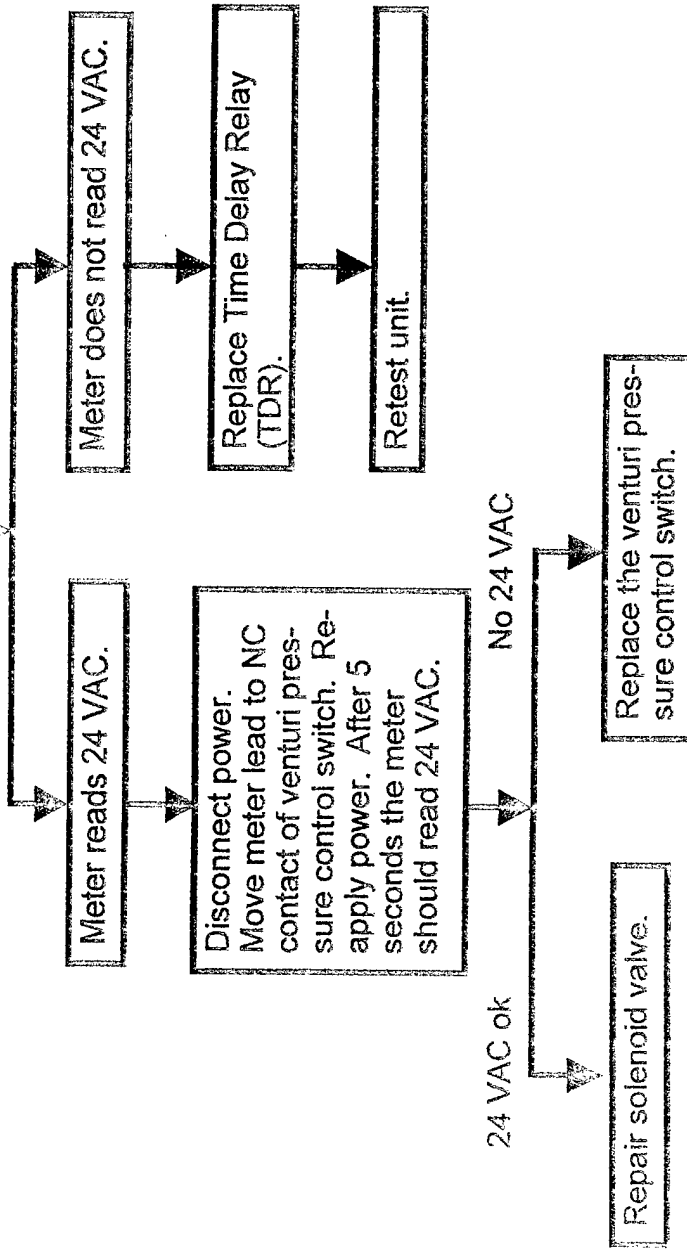 Meter reads 24 VAC.
Meter does not read 24 VAC.
Disconnect power.
Move meter lead to NC
contact of venturi pres-
sure control switch. Re-
apply power. After 5
seconds the meter
should read 24 VAC.
Replace Time Delay Relay
(TDR).
Retest unit.
24 VAC ok
No 24 VAC
Repair solenoid valve.
Replace the venturi pres-
sure control switch.